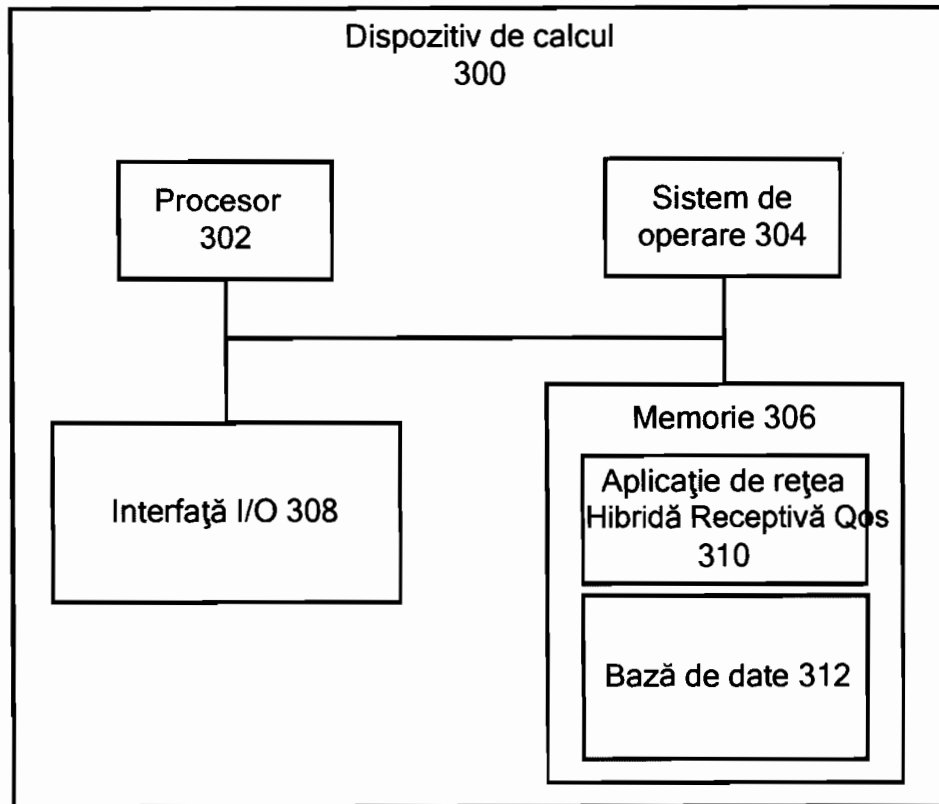 Dispozitiv de calcul
300
Procesor
302
Sistem de
operare 304
Interfaţă I/O 308
Memorie 306
Aplicaţie de reţea
Hibridă Receptivă Qos
310
Bază de date 312